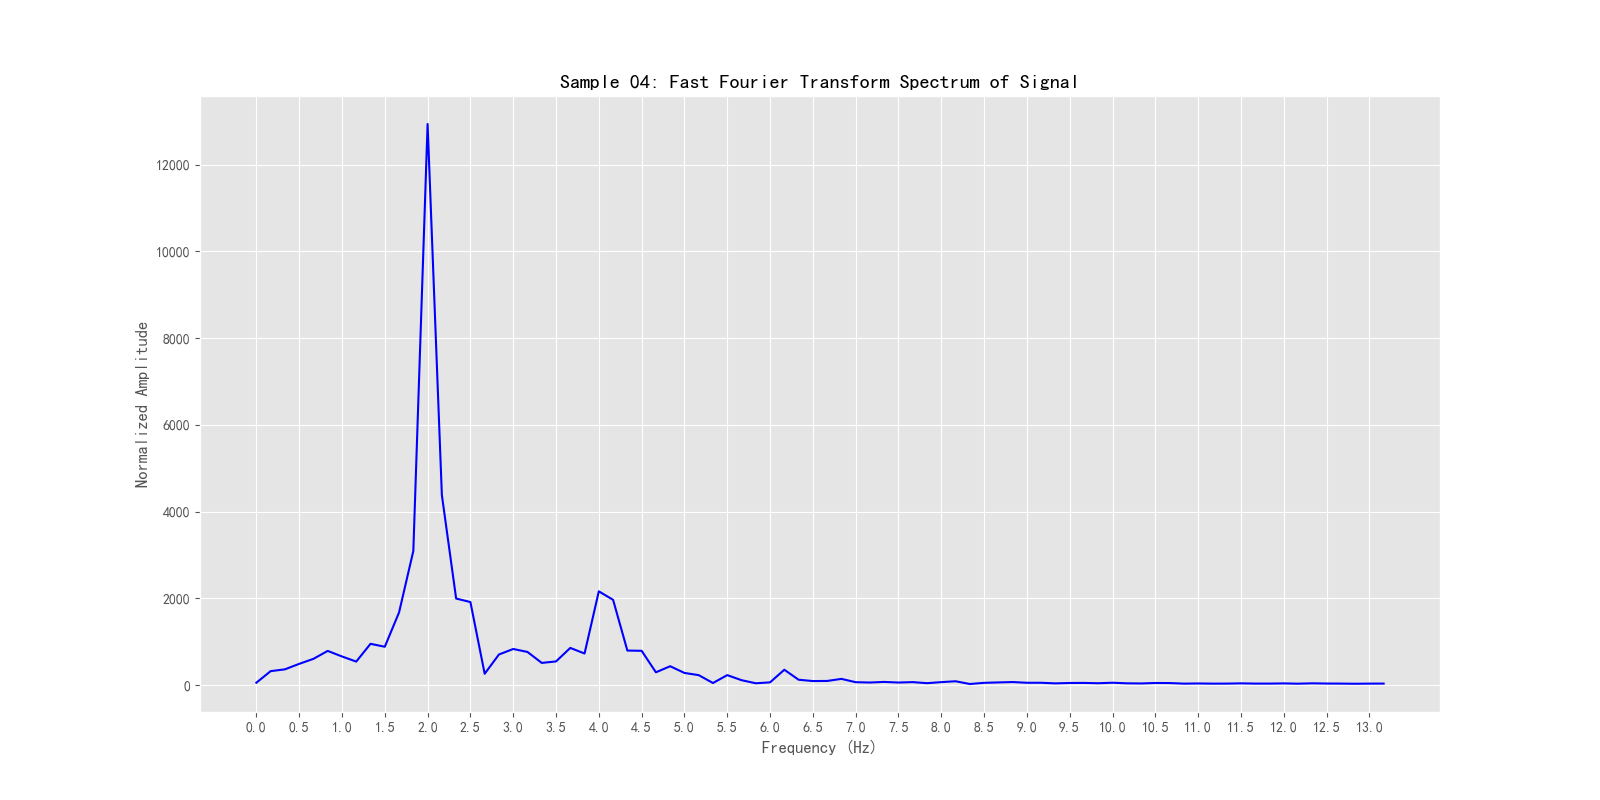 Sample 04: Fast Fourier Transform Spectrum of Signal
Normalized Amplitude
12000
10000
8000
6000
4000
2000
0
0.0 0.5 1.0 1.5 2.0 2.5 3.0 3.5 4.0 4.5 5.0 5.5 6.0 6.5 7.0 7.5 8.0 8.5 9.0 9.5 10.0 10.5 11.0 11.5 12.0 12.5 13.0
Frequency (Hz)